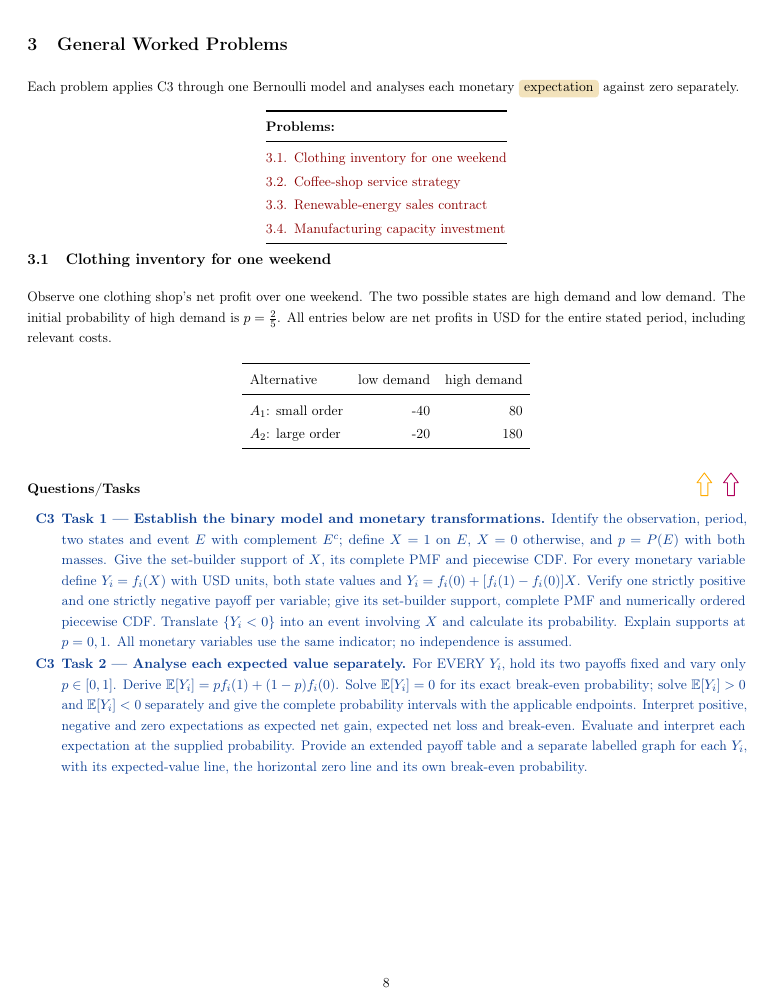 3 General Worked Problems
Each problem applies C3 through one Bernoulli model and analyses each monetary expectation against zero separately.
Problems:
3.1. Clothing inventory for one weekend
3.2. Coffee-shop service strategy
3.3. Renewable-energy sales contract
3.4. Manufacturing capacity investment
3.1 Clothing inventory for one weekend
Observe one clothing shop's net profit over one weekend. The two possible states are high demand and low demand. The
initial probability of high demand is p = 2/5. All entries below are net profits in USD for the entire stated period, including
relevant costs.
Alternative low demand high demand
A₁: small order -40 80
A₂: large order -20 180
Questions/Tasks
C3 Task 1 — Establish the binary model and monetary transformations. Identify the observation, period,
two states and event E with complement Eᶜ; define X = 1 on E, X = 0 otherwise, and p = P(E) with both
masses. Give the set-builder support of X, its complete PMF and piecewise CDF. For every monetary variable
define Yᵢ = fᵢ(X) with USD units, both state values and Yᵢ = fᵢ(0) + [fᵢ(1) − fᵢ(0)]X. Verify one strictly positive
and one strictly negative payoff per variable; give its set-builder support, complete PMF and numerically ordered
piecewise CDF. Translate {Yᵢ < 0} into an event involving X and calculate its probability. Explain supports at
p = 0, 1. All monetary variables use the same indicator; no independence is assumed.
C3 Task 2 — Analyse each expected value separately. For EVERY Yᵢ, hold its two payoffs fixed and vary only
p ∈ [0, 1]. Derive 𝔼[Yᵢ] = pfᵢ(1) + (1 − p)fᵢ(0). Solve 𝔼[Yᵢ] = 0 for its exact break-even probability; solve 𝔼[Yᵢ] > 0
and 𝔼[Yᵢ] < 0 separately and give the complete probability intervals with the applicable endpoints. Interpret positive,
negative and zero expectations as expected net gain, expected net loss and break-even. Evaluate and interpret each
expectation at the supplied probability. Provide an extended payoff table and a separate labelled graph for each Yᵢ,
with its expected-value line, the horizontal zero line and its own break-even probability.
8